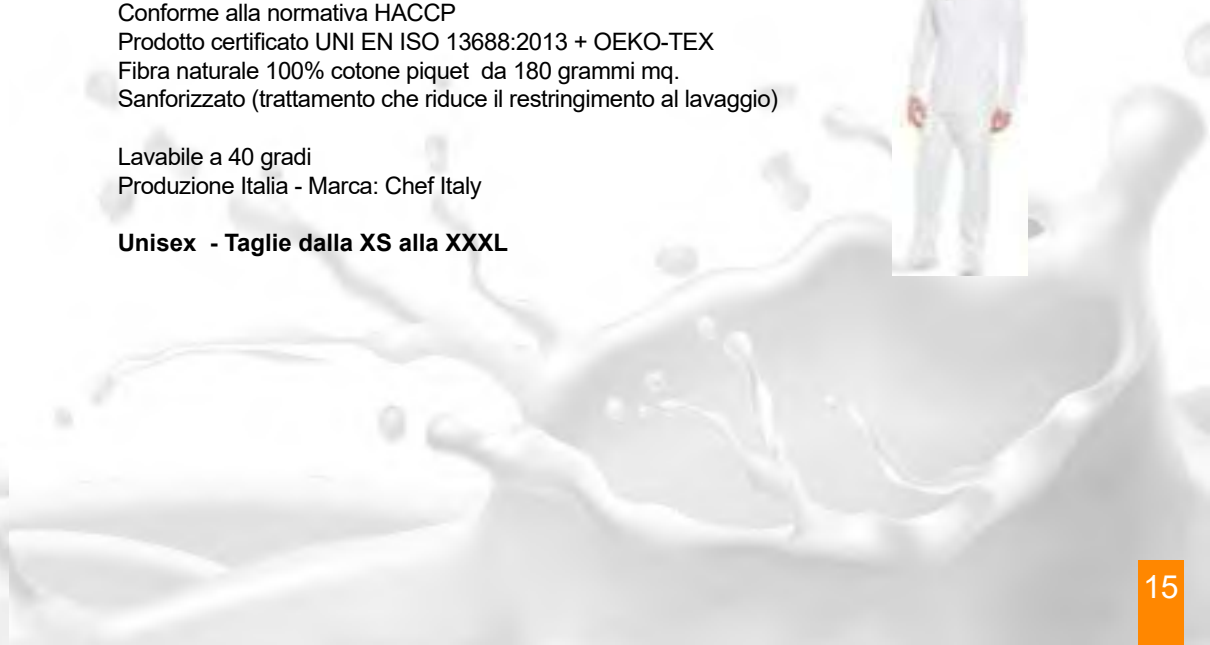 Conforme alla normativa HACCP
Prodotto certificato UNI EN ISO 13688:2013 + OEKO-TEX
Fibra naturale 100% cotone piquet  da 180 grammi mq.
Sanforizzato (trattamento che riduce il restringimento al lavaggio)
Lavabile a 40 gradi
Produzione Italia - Marca: Chef Italy
Unisex  - Taglie dalla XS alla XXXL
15